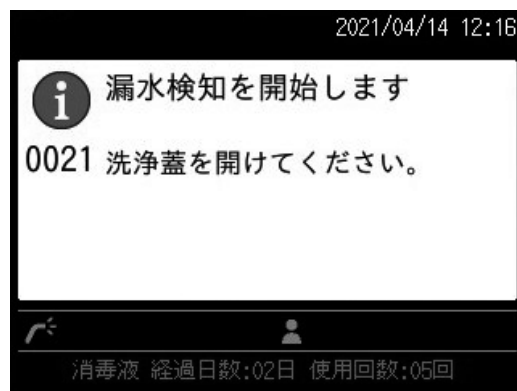 2021/04/14 12:16
漏水検知を開始します
0021 洗浄蓋を開けてください。
消毒液 経過日数:02日 使用回数:05回